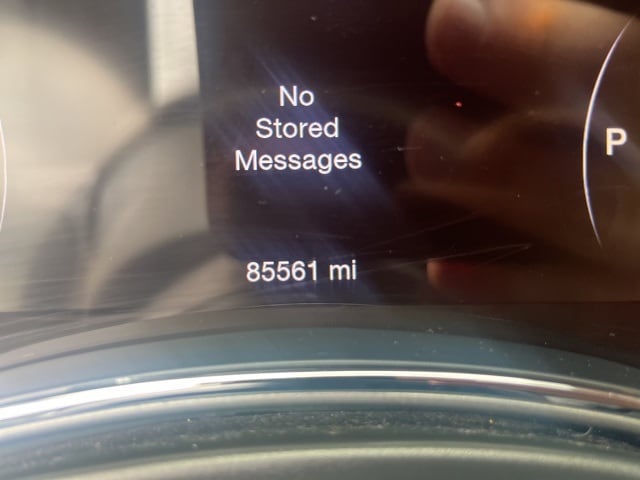 No
Stored
Messages
P
85561 mi